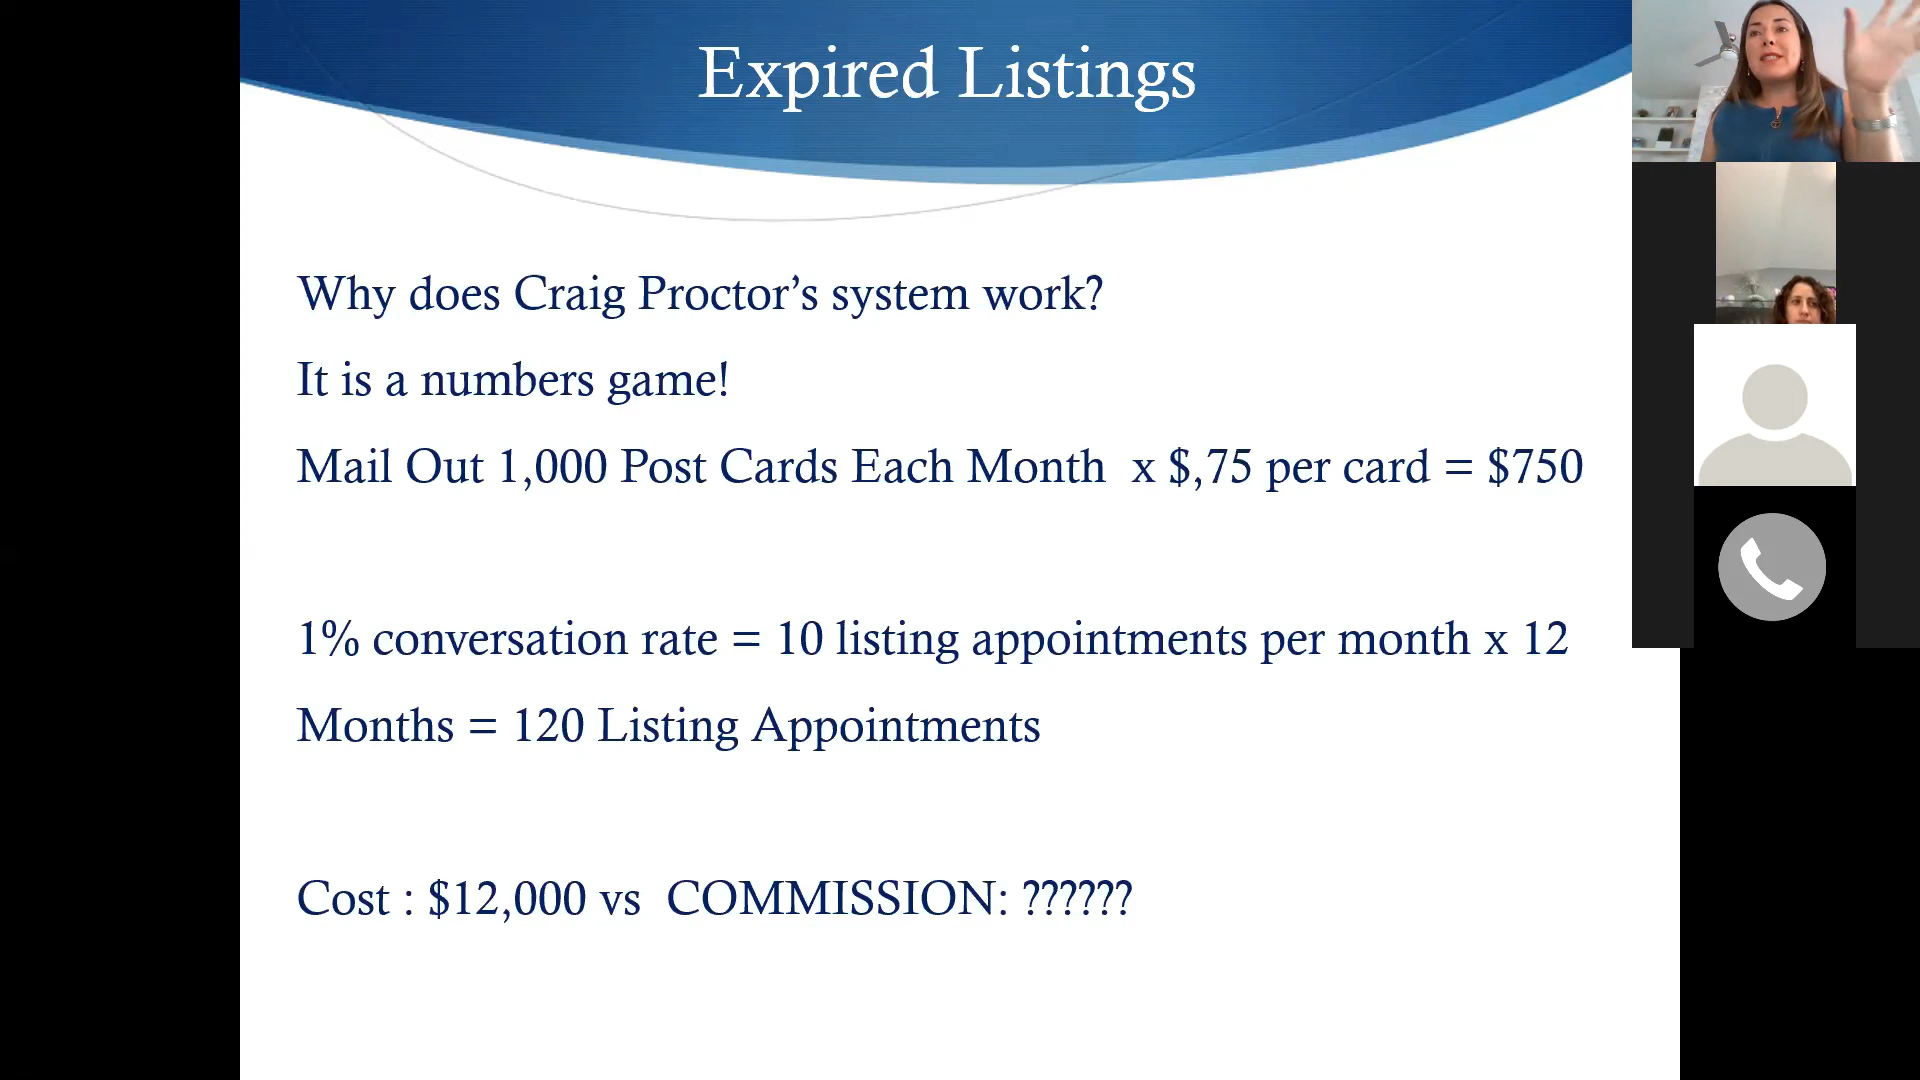 Expired Listings
Why does Craig Proctor’s system work?
It is a numbers game!
Mail Out 1,000 Post Cards Each Month  x $,75 per card = $750
1% conversation rate = 10 listing appointments per month x 12
Months = 120 Listing Appointments
Cost : $12,000 vs  COMMISSION: ??????